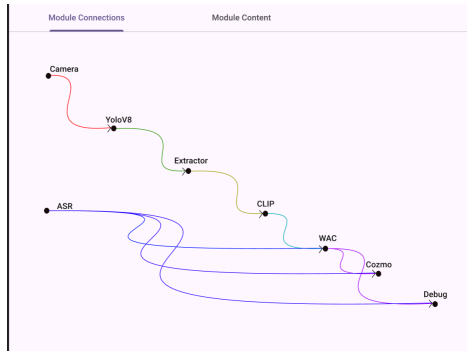 Module Connections
Module Content
Camera
YoloV8
Extractor
CLIP
ASR
WAC
Cozmo
Debug